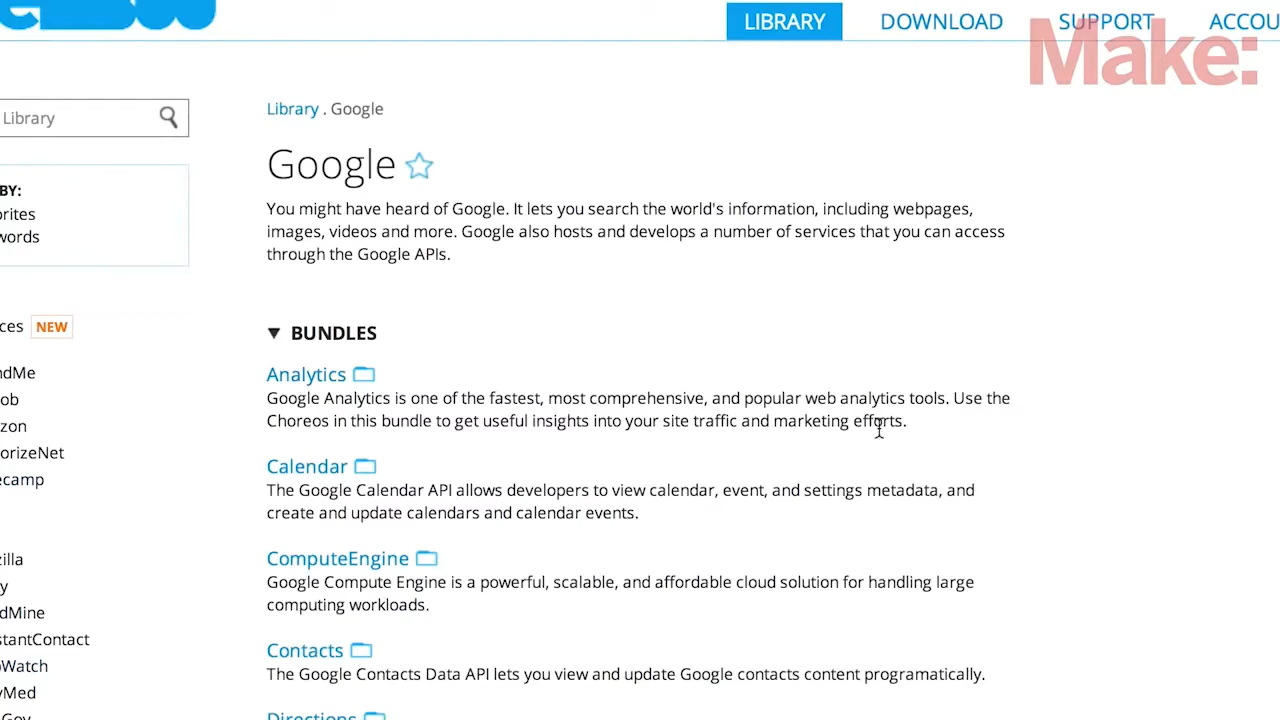 LIBRARY DOWNLOAD SUPPORT ACCOU
Make:
Library
Library . Google
Google
BY:
You might have heard of Google. It lets you search the world's information, including webpages,
images, videos and more. Google also hosts and develops a number of services that you can access
through the Google APIs.
rites
words
ces NEW
BUNDLES
Analytics
Google Analytics is one of the fastest, most comprehensive, and popular web analytics tools. Use the
Choreos in this bundle to get useful insights into your site traffic and marketing efforts.
ndMe
ob
zon
orizeNet
ecamp
Calendar
The Google Calendar API allows developers to view calendar, event, and settings metadata, and
create and update calendars and calendar events.
ComputeEngine
Google Compute Engine is a powerful, scalable, and affordable cloud solution for handling large
computing workloads.
zilla
y
dMine
stantContact
Watch
yMed
Gov
Contacts
The Google Contacts Data API lets you view and update Google contacts content programatically.
Directions